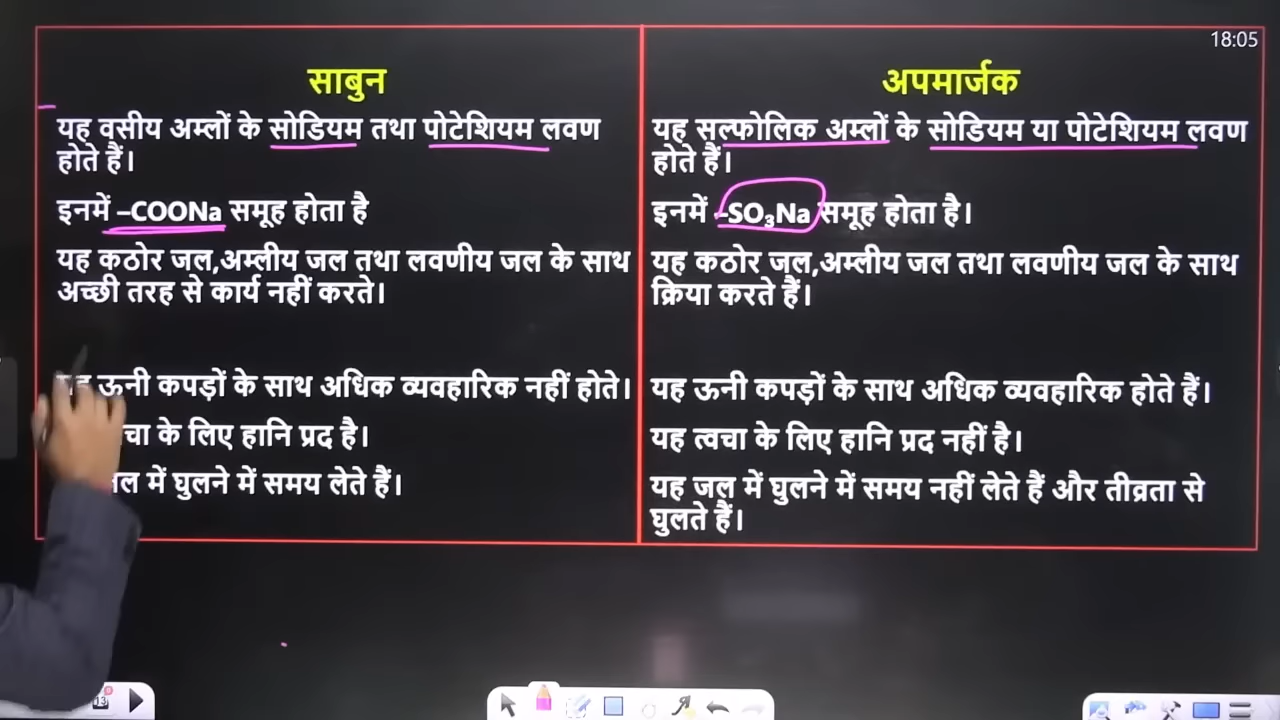 18:05
साबुन
यह वसीय अम्लों के सोडियम तथा पोटेशियम लवण
होते हैं।
इनमें –COONa समूह होता है
यह कठोर जल,अम्लीय जल तथा लवणीय जल के साथ
अच्छी तरह से कार्य नहीं करते।
ऊनी कपड़ों के साथ अधिक व्यवहारिक नहीं होते।
के लिए हानि प्रद है।
में घुलने में समय लेते हैं।
अपमार्जक
यह सल्फोलिक अम्लों के सोडियम या पोटेशियम लवण
होते हैं।
इनमें –SO₃Na समूह होता है।
यह कठोर जल,अम्लीय जल तथा लवणीय जल के साथ
क्रिया करते हैं।
यह ऊनी कपड़ों के साथ अधिक व्यवहारिक होते हैं।
यह त्वचा के लिए हानि प्रद नहीं है।
यह जल में घुलने में समय नहीं लेते हैं और तीव्रता से
घुलते हैं।